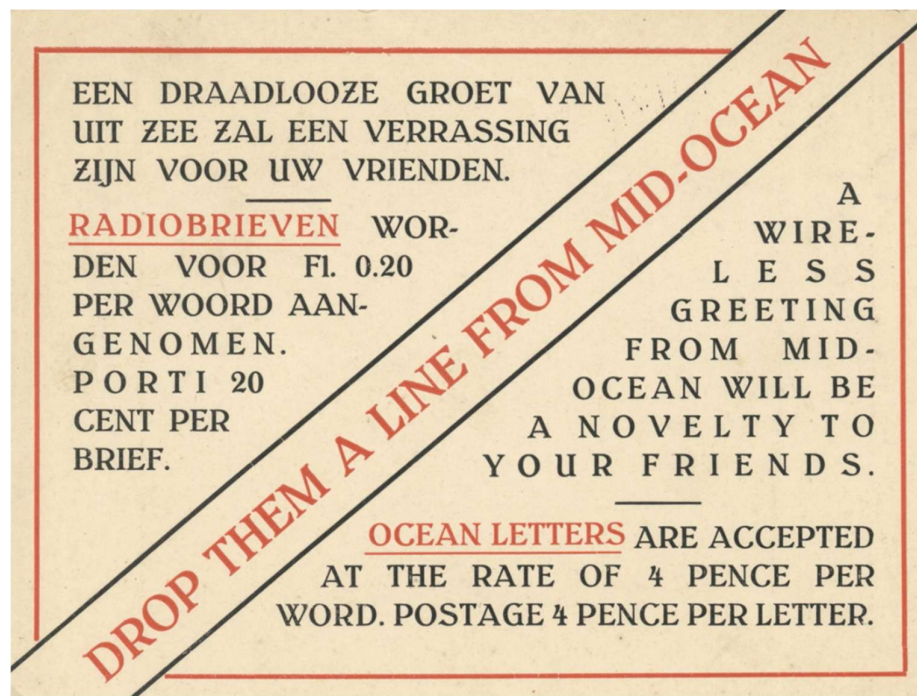 EEN DRAADLOOZE GROET VAN
UIT ZEE ZAL EEN VERRASSING
ZIJN VOOR UW VRIENDEN.
RADIOBRIEVEN WOR-
DEN VOOR Fl. 0.20
PER WOORD AAN-
GENOMEN.
PORTI 20
CENT PER
BRIEF.
DROP THEM A LINE FROM MID-OCEAN
A
WIRE-
LESS
GREETING
FROM MID-
OCEAN WILL BE
A NOVELTY TO
YOUR FRIENDS.
OCEAN LETTERS ARE ACCEPTED
AT THE RATE OF 4 PENCE PER
WORD. POSTAGE 4 PENCE PER LETTER.